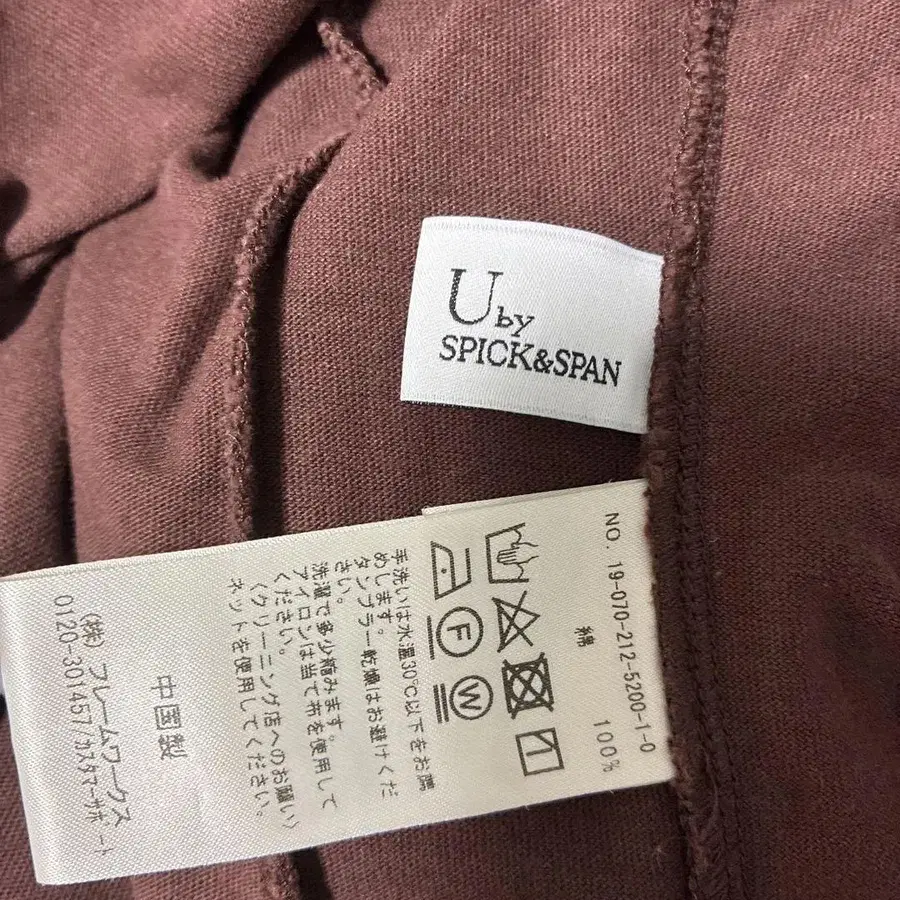 U by
SPICK&SPAN
NO. 19-070-212-5200-1-0
綿 100%
F
W
手洗いは水温30℃以下をお勧
めします。
タンブラー乾燥はお避けくだ
さい。
洗濯で多少縮みます。
アイロンは当て布を使用して
ください。
〈クリーニング店へのお願い〉
ネットを使用してください。
中国製
(株)フレームワークス
0120-301457/カスタマーサポート